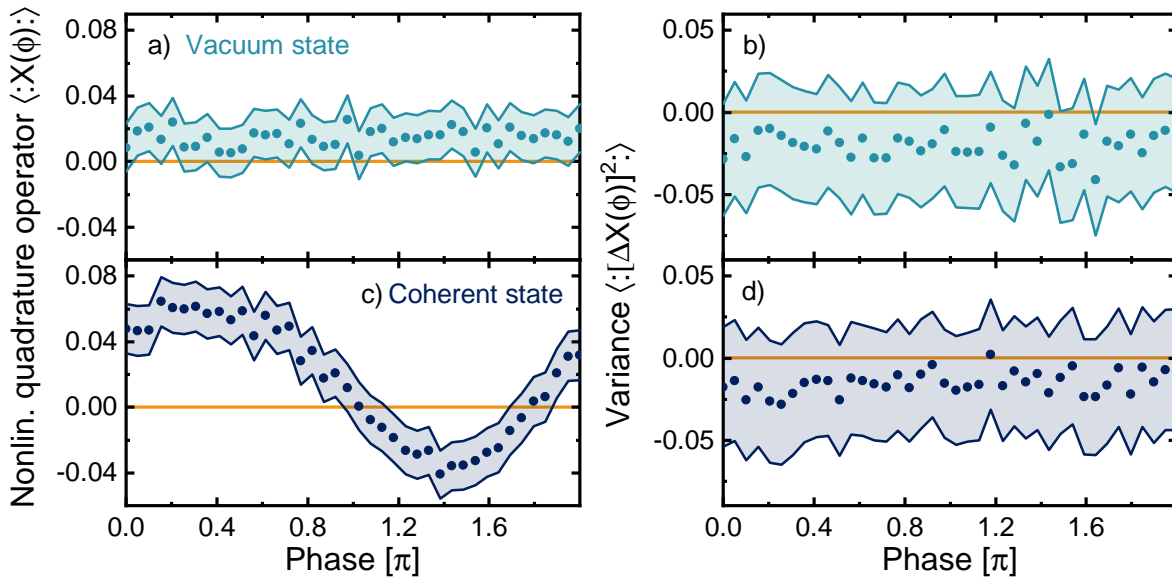 Nonlin. quadrature operator ⟨:X(ϕ):⟩
a) Vacuum state
0.08
0.04
0.00
-0.04
c) Coherent state
0.08
0.04
0.00
-0.04
0.0 0.4 0.8 1.2 1.6
Phase [π]
Variance ⟨:[ΔX(ϕ)]²:⟩
b)
0.05
0.00
-0.05
d)
0.05
0.00
-0.05
0.0 0.4 0.8 1.2 1.6
Phase [π]